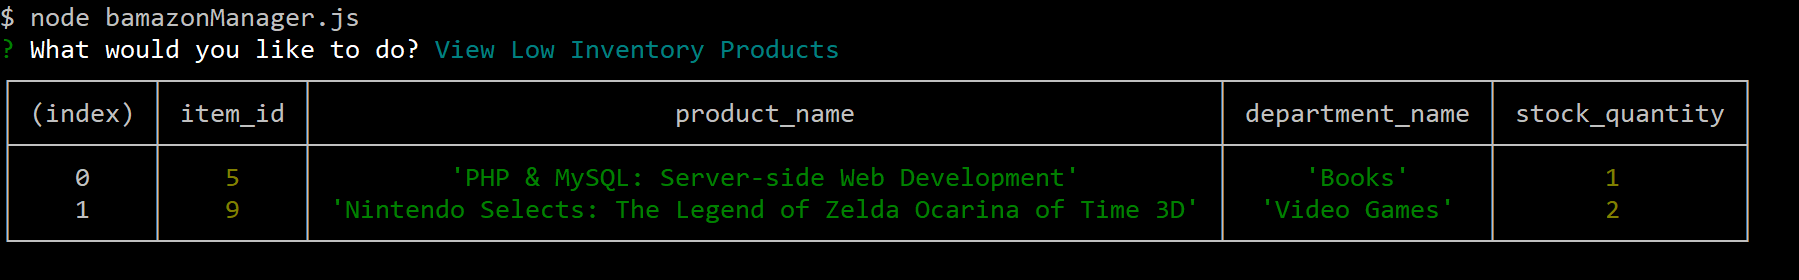 $ node bamazonManager.js
? What would you like to do? View Low Inventory Products
(index) item_id product_name department_name stock_quantity
0 5 'PHP & MySQL: Server-side Web Development' 'Books' 1
1 9 'Nintendo Selects: The Legend of Zelda Ocarina of Time 3D' 'Video Games' 2